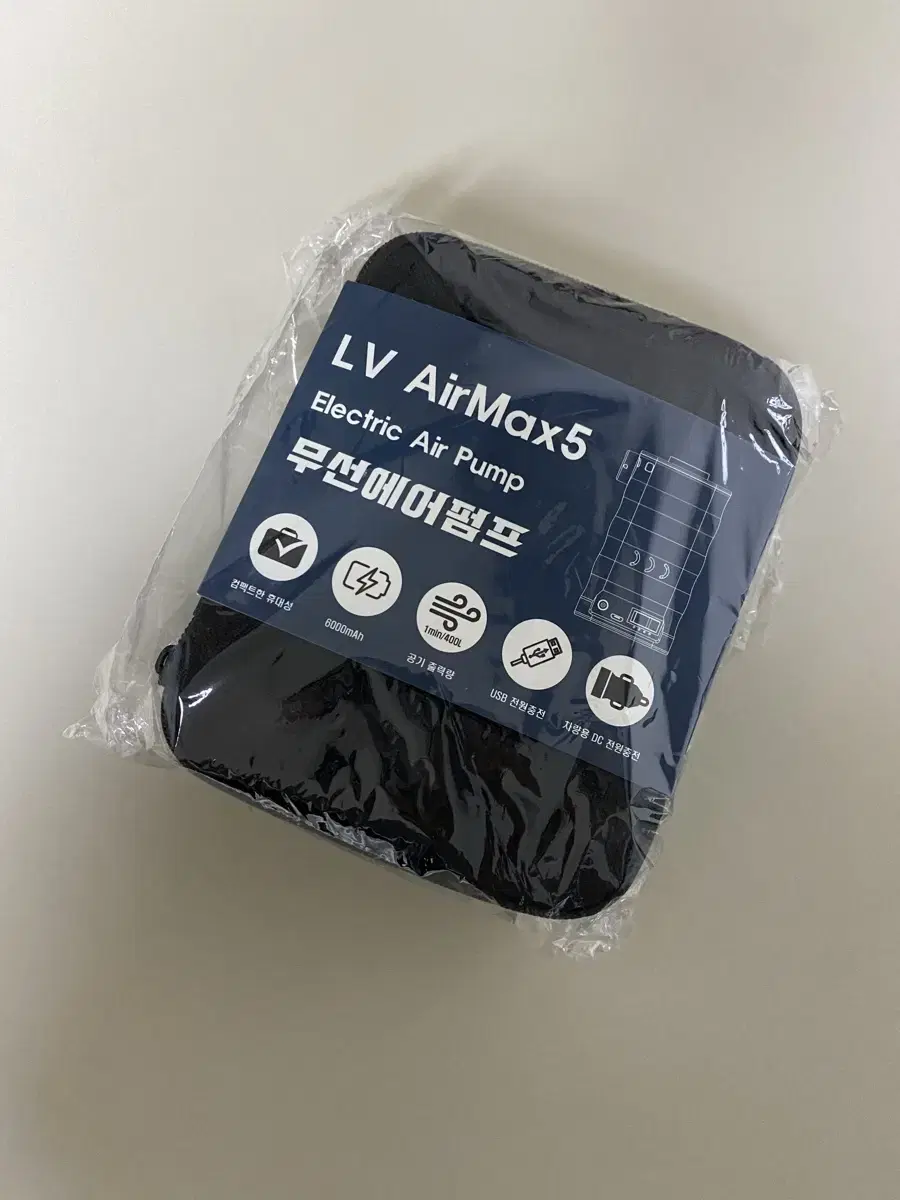 LV AirMax5
Electric Air Pump
무선에어펌프
컴팩트한 휴대성
6000mAh
1min/400L
공기 출력량
USB 전원충전
차량용 DC 전원충전